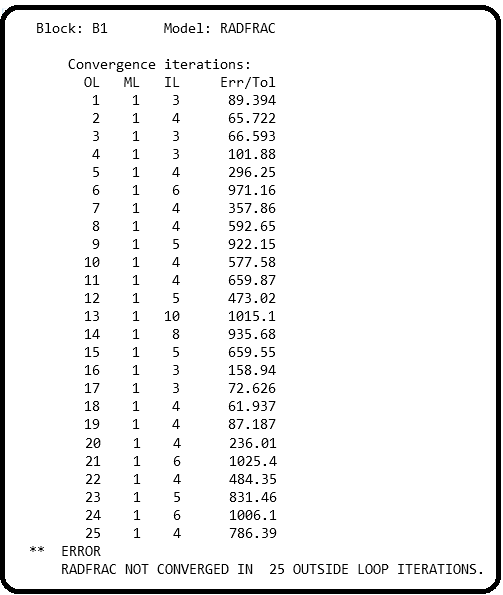 Block: B1 Model: RADFRAC
Convergence iterations:
OL ML IL Err/Tol
1 1 3 89.394
2 1 4 65.722
3 1 3 66.593
4 1 3 101.88
5 1 4 296.25
6 1 6 971.16
7 1 4 357.86
8 1 4 592.65
9 1 5 922.15
10 1 4 577.58
11 1 4 659.87
12 1 5 473.02
13 1 10 1015.1
14 1 8 935.68
15 1 5 659.55
16 1 3 158.94
17 1 3 72.626
18 1 4 61.937
19 1 4 87.187
20 1 4 236.01
21 1 6 1025.4
22 1 4 484.35
23 1 5 831.46
24 1 6 1006.1
25 1 4 786.39
** ERROR
RADFRAC NOT CONVERGED IN 25 OUTSIDE LOOP ITERATIONS.